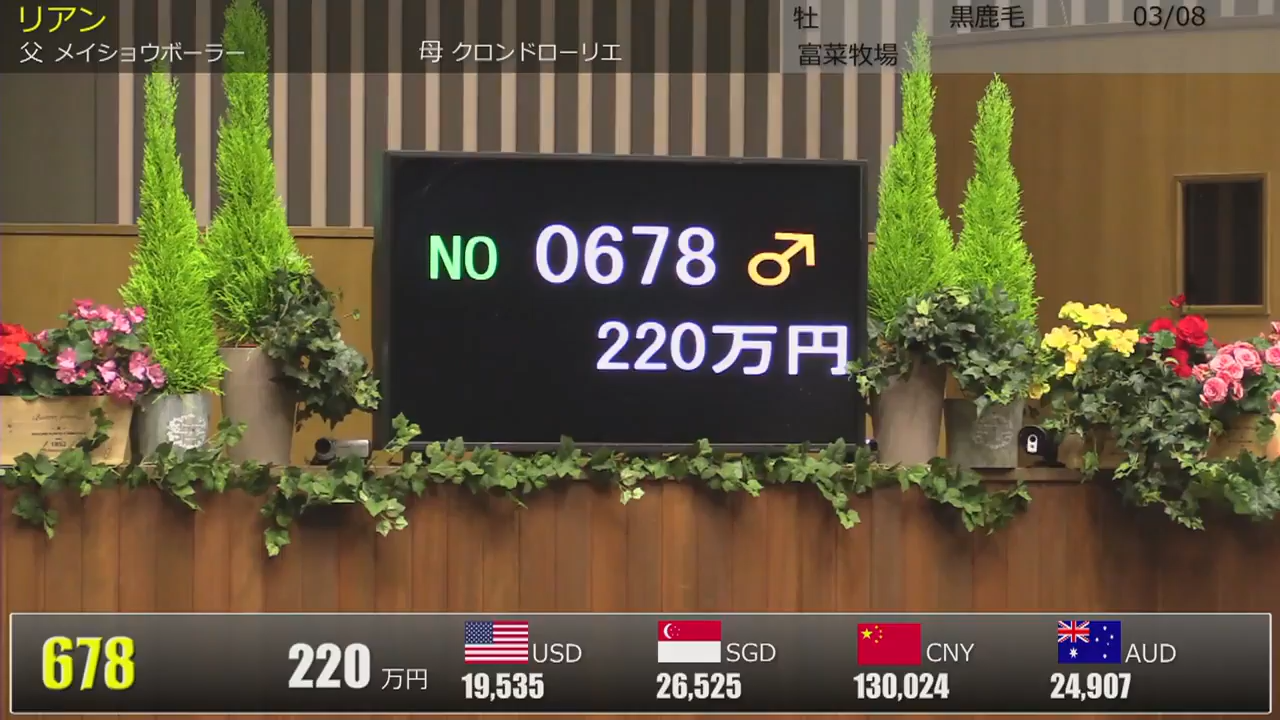 リアン
父 メイショウボーラー
母 クロンドローリエ
牡 黒鹿毛 03/08
富菜牧場
NO 0678 ♂
220万円
1952
678 220 万円
USD 19,535
SGD 26,525
CNY 130,024
AUD 24,907